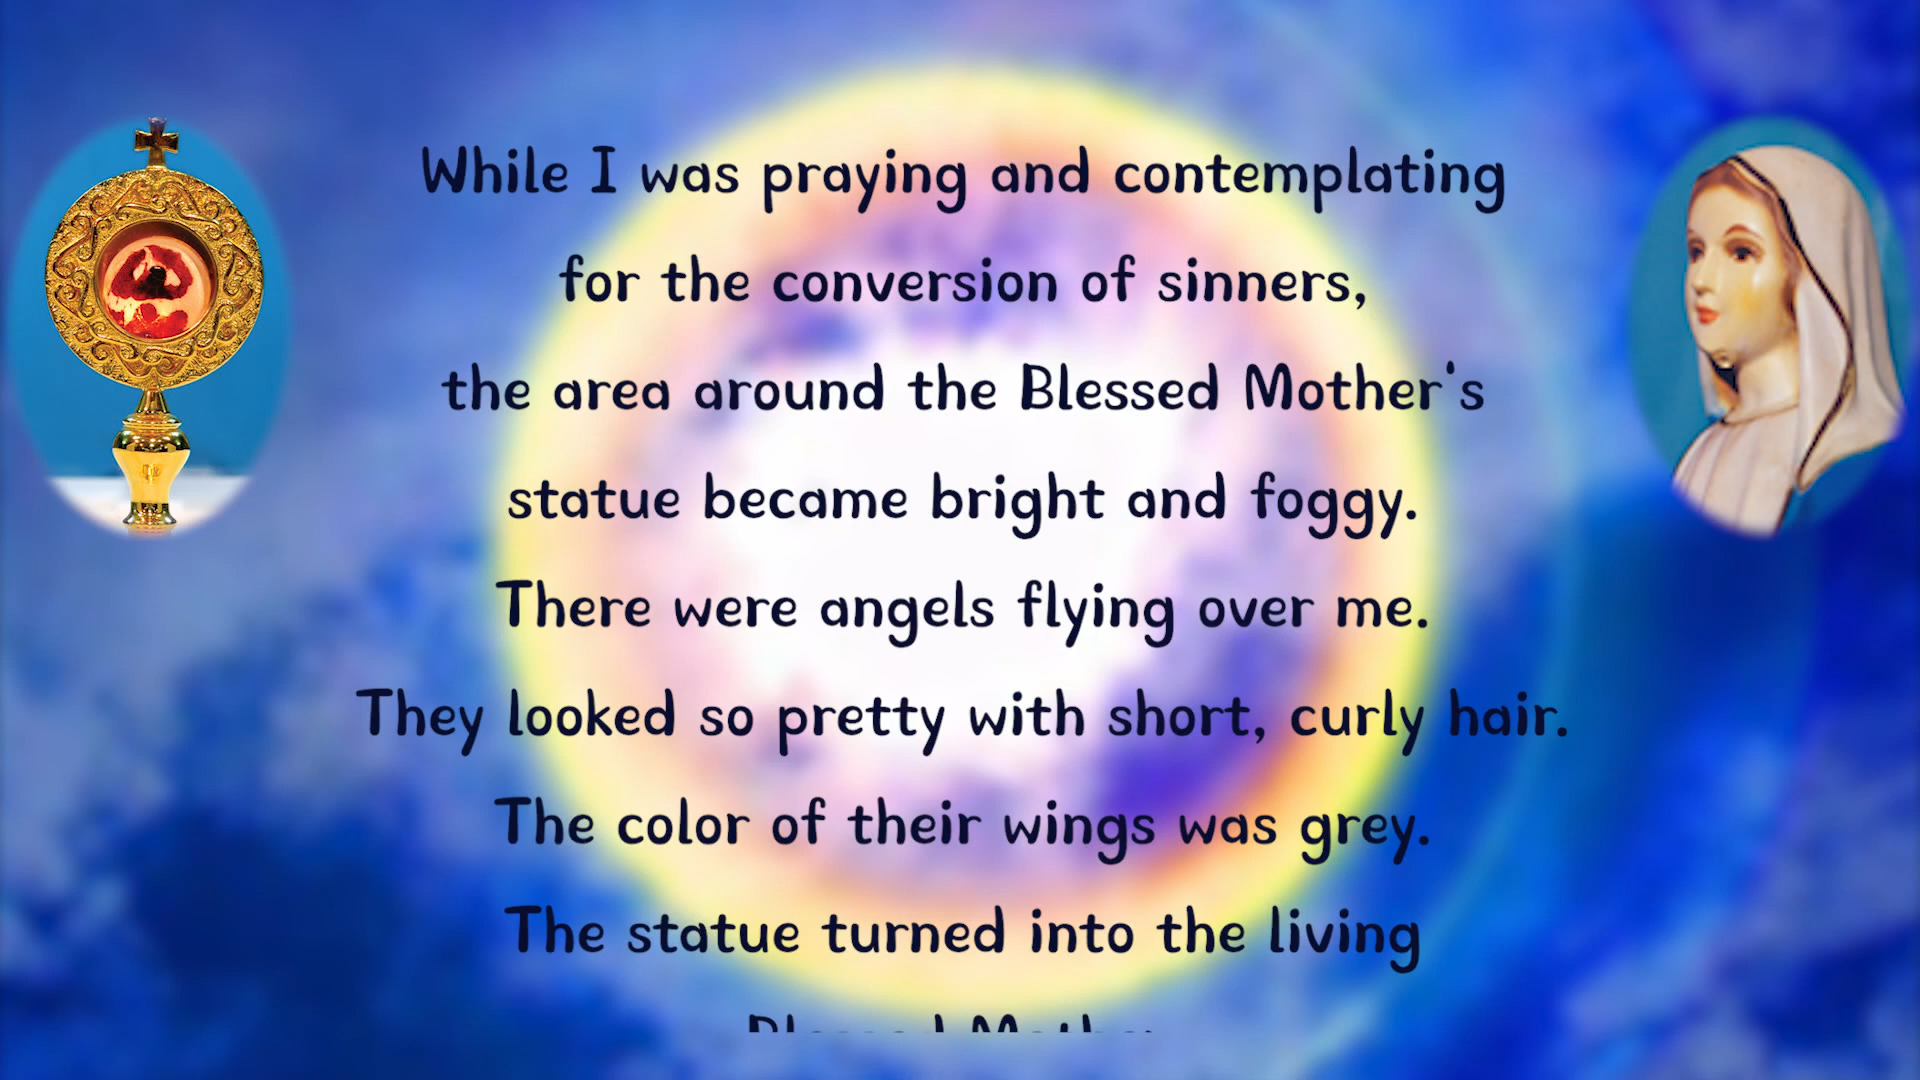 While I was praying and contemplating
for the conversion of sinners,
the area around the Blessed Mother's
statue became bright and foggy.
There were angels flying over me.
They looked so pretty with short, curly hair.
The color of their wings was grey.
The statue turned into the living